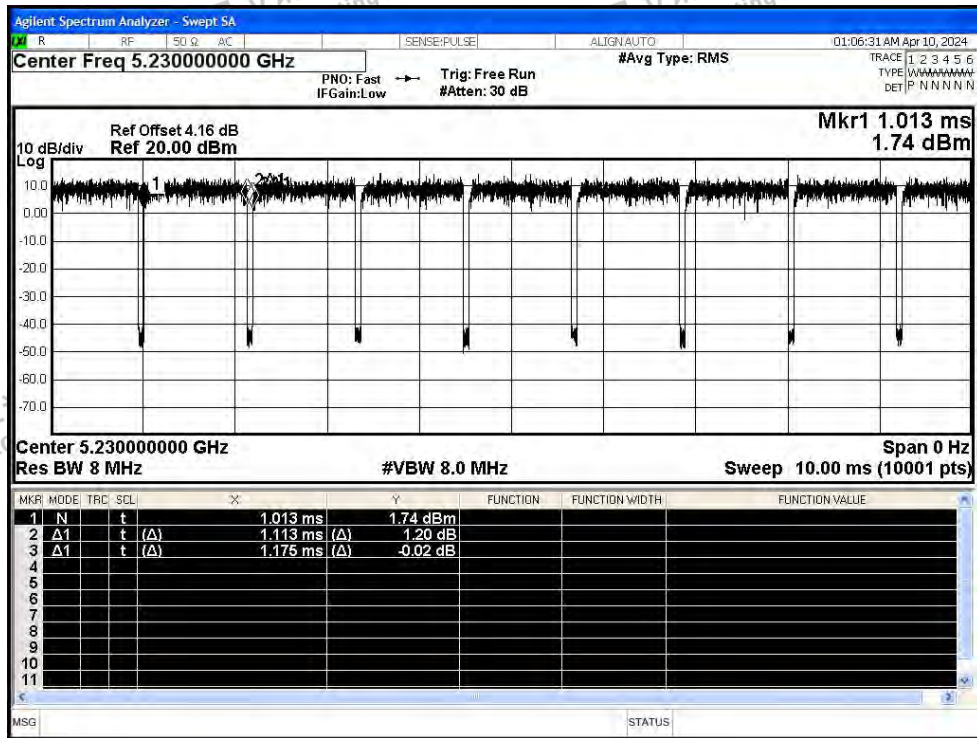 Agilent Spectrum Analyzer - Swept SA
R RF 50 Ω AC SENSE:PULSE ALIGN AUTO 01:06:31 AM Apr 10, 2024
Center Freq 5.230000000 GHz
PNO: Fast
IFGain:Low
Trig: Free Run
#Atten: 30 dB
#Avg Type: RMS
TRACE 1 2 3 4 5 6
TYPE
DET P N N N N N
Mkr1 1.013 ms
1.74 dBm
Ref Offset 4.16 dB
10 dB/div Ref 20.00 dBm
Log
10.0
0.00
-10.0
-20.0
-30.0
-40.0
-50.0
-60.0
-70.0
1
Center 5.230000000 GHz Span 0 Hz
Res BW 8 MHz #VBW 8.0 MHz Sweep 10.00 ms (10001 pts)
MKR MODE TRC SCL X Y FUNCTION FUNCTION WIDTH FUNCTION VALUE
1 N t 1.013 ms 1.74 dBm
2 Δ1 t (Δ) 1.113 ms (Δ) 1.20 dB
3 Δ1 t (Δ) 1.175 ms (Δ) -0.02 dB
4
5
6
7
8
9
10
11
MSG STATUS